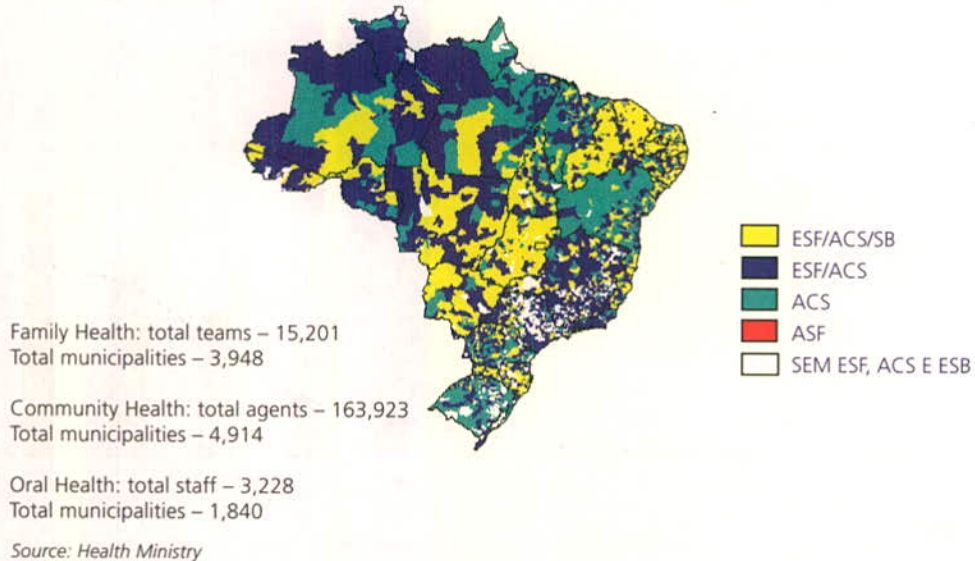 ESF/ACS/SB
ESF/ACS
ACS
ASF
SEM ESF, ACS E ESB
Family Health: total teams – 15,201
Total municipalities – 3,948
Community Health: total agents – 163,923
Total municipalities – 4,914
Oral Health: total staff – 3,228
Total municipalities – 1,840
Source: Health Ministry